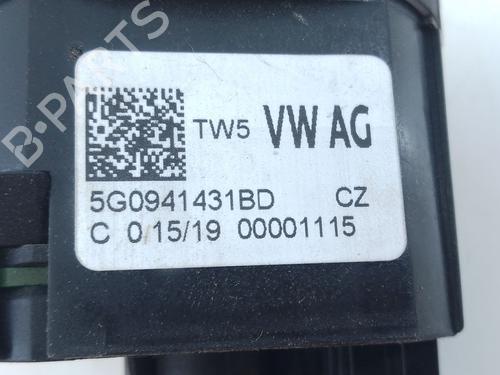 B-PARTS
TW5 VW AG
5G0941431BD CZ
C 0 15/19 00001115